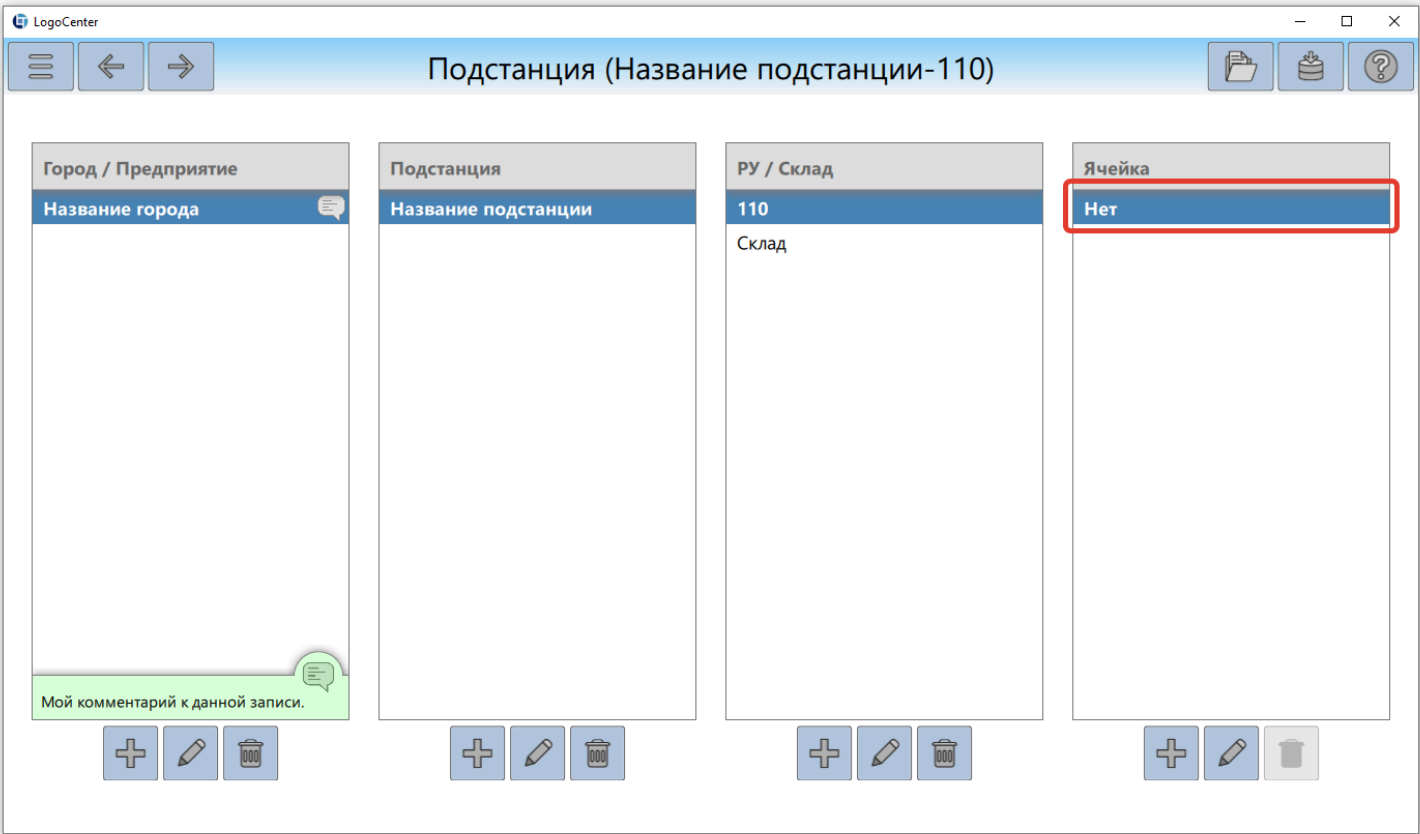 LogoCenter
Подстанция (Название подстанции-110)
Город / Предприятие
Название города
Мой комментарий к данной записи.
Подстанция
Название подстанции
РУ / Склад
110
Склад
Ячейка
Нет